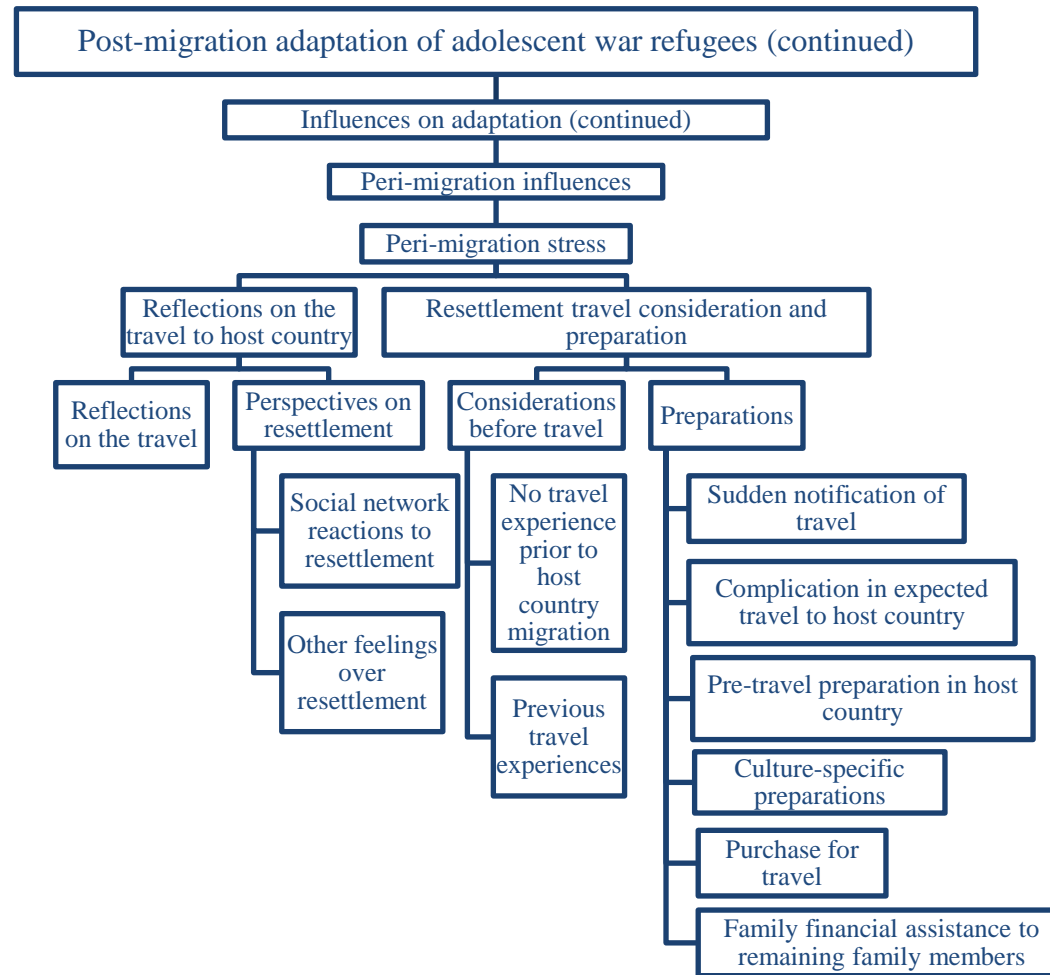 Post-migration adaptation of adolescent war refugees (continued)
Influences on adaptation (continued)
Peri-migration influences
Peri-migration stress
Reflections on the
travel to host country
Resettlement travel consideration and
preparation
Reflections
on the travel
Perspectives on
resettlement
Social network
reactions to
resettlement
Other feelings
over
resettlement
Considerations
before travel
No travel
experience
prior to
host
country
migration
Previous
travel
experiences
Preparations
Sudden notification of
travel
Complication in expected
travel to host country
Pre-travel preparation in host
country
Culture-specific
preparations
Purchase for
travel
Family financial assistance to
remaining family members